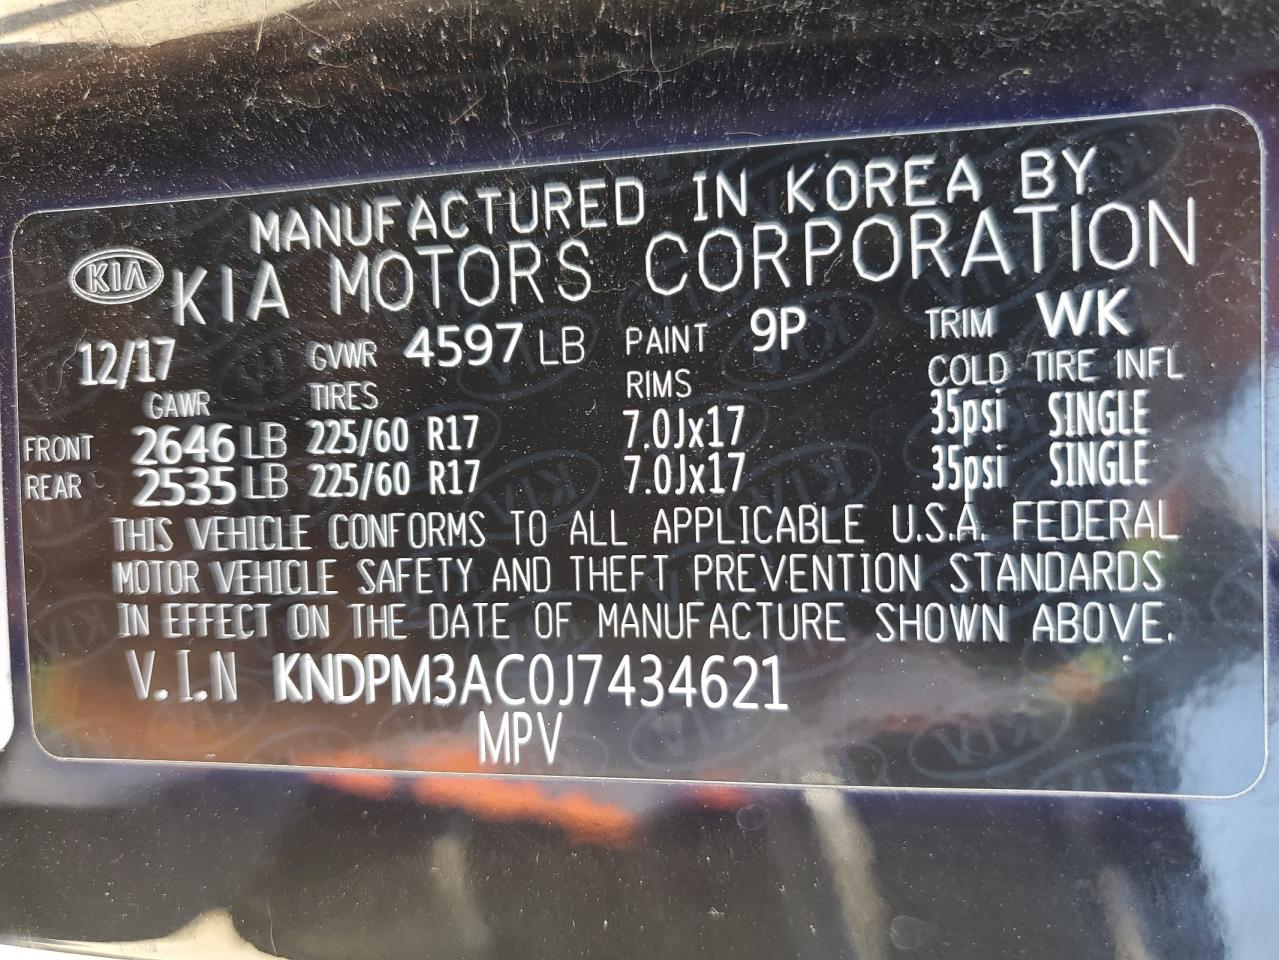 MANUFACTURED IN KOREA BY
KIA KIA MOTORS CORPORATION
12/17 GVWR 4597 LB PAINT 9P TRIM WK
GAWR TIRES RIMS COLD TIRE INFL
FRONT 2646 LB 225/60 R17 7.0Jx17 35psi SINGLE
REAR 2535 LB 225/60 R17 7.0Jx17 35psi SINGLE
THIS VEHICLE CONFORMS TO ALL APPLICABLE U.S.A. FEDERAL
MOTOR VEHICLE SAFETY AND THEFT PREVENTION STANDARDS
IN EFFECT ON THE DATE OF MANUFACTURE SHOWN ABOVE.
V.I.N KNDPM3AC0J7434621
MPV